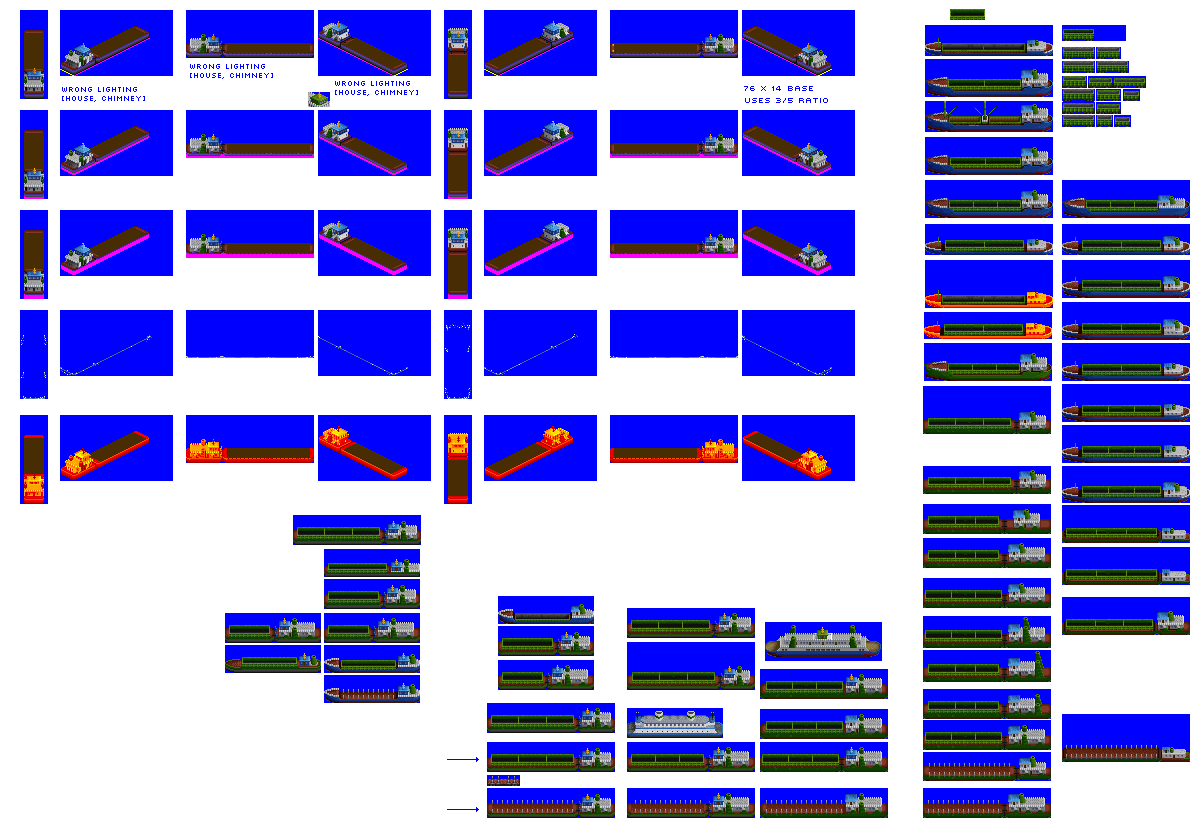 WRONG LIGHTING
[HOUSE, CHIMNEY]
WRONG LIGHTING
[HOUSE, CHIMNEY]
WRONG LIGHTING
[HOUSE, CHIMNEY]
76 X 14 BASE
USES 3/5 RATIO